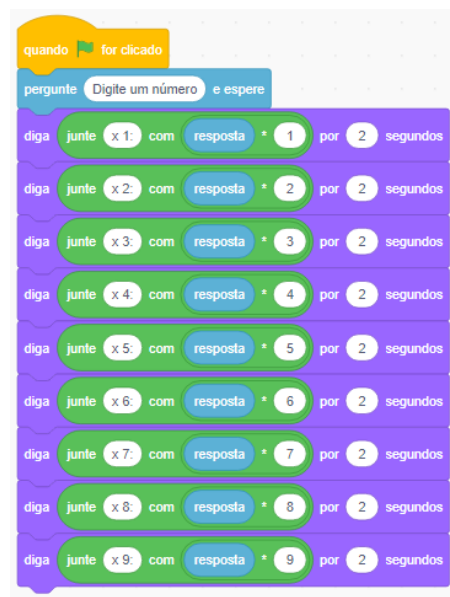 quando for clicado
pergunte Digite um número e espere
diga junte x 1: com resposta * 1 por 2 segundos
diga junte x 2: com resposta * 2 por 2 segundos
diga junte x 3: com resposta * 3 por 2 segundos
diga junte x 4: com resposta * 4 por 2 segundos
diga junte x 5: com resposta * 5 por 2 segundos
diga junte x 6: com resposta * 6 por 2 segundos
diga junte x 7: com resposta * 7 por 2 segundos
diga junte x 8: com resposta * 8 por 2 segundos
diga junte x 9: com resposta * 9 por 2 segundos